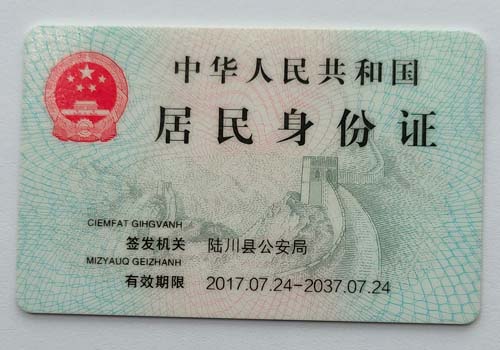 中华人民共和国
居民身份证
CIEMFAT GIHGVANH
签发机关 陆川县公安局
MIZYAUQ GEIZHANH
有效期限 2017.07.24-2037.07.24